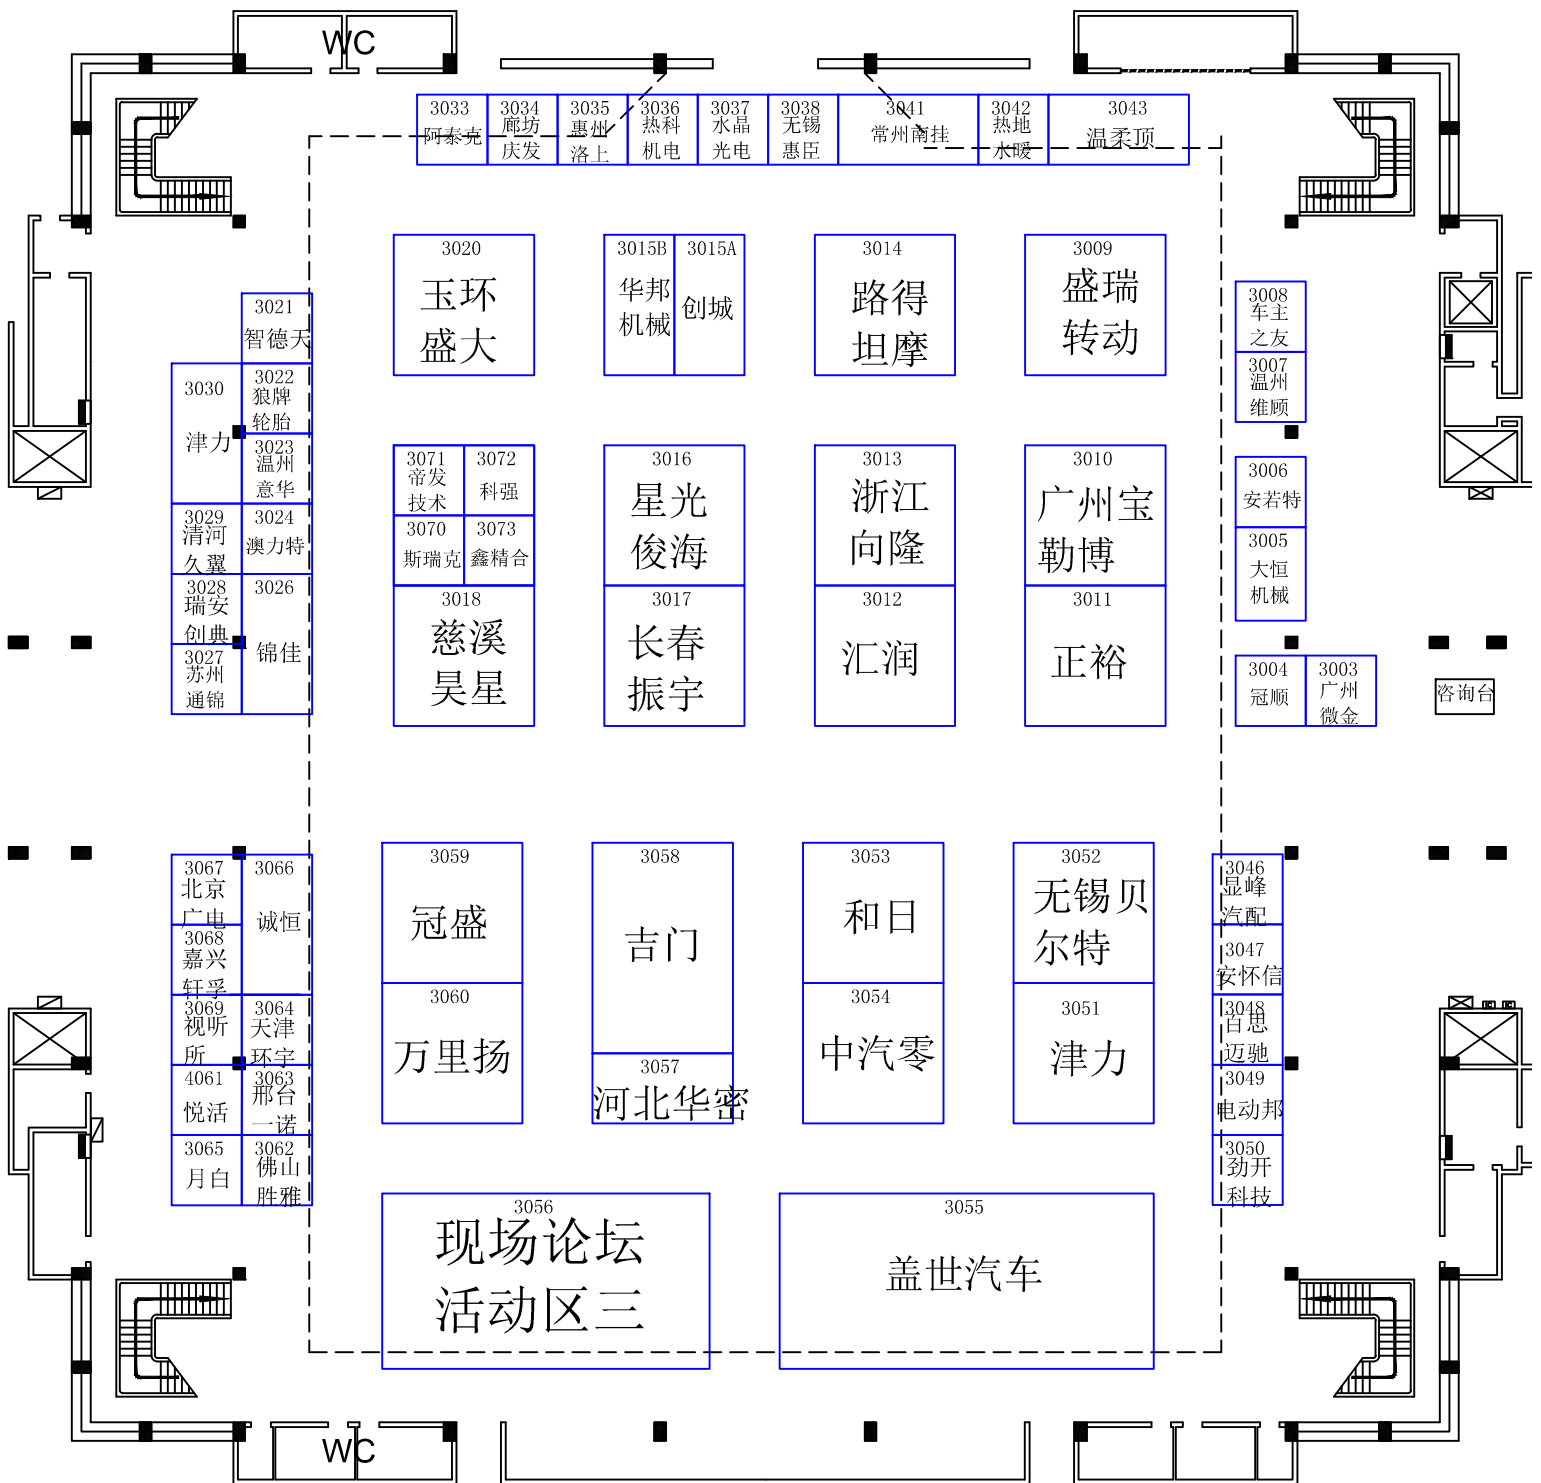 WC
3033
阿泰克
3034
廊坊
庆发
3035
惠州
洛上
3036
热科
机电
3037
水晶
光电
3038
无锡
惠臣
3041
常州南挂
3042
热地
水暖
3043
温柔顶
3020
玉环
盛大
3015B
华邦
机械
3015A
创城
3014
路得
坦摩
3009
盛瑞
转动
3008
车主
之友
3007
温州
维顾
3021
智德天
3022
狼牌
轮胎
3030
津力
3023
温州
意华
3029
清河
久翼
3024
澳力特
3028
瑞安
创典
3026
锦佳
3027
苏州
通锦
3071
帝发
技术
3072
科强
3070
斯瑞克
3073
鑫精合
3016
星光
俊海
3013
浙江
向隆
3010
广州宝
勒博
3006
安若特
3005
大恒
机械
3018
慈溪
昊星
3017
长春
振宇
3012
汇润
3011
正裕
3004
冠顺
3003
广州
微金
咨询台
3067
北京
广电
3066
诚恒
3068
嘉兴
轩孚
3069
视听
所
3064
天津
环宇
4061
悦活
3063
邢台
一诺
3065
月白
3062
佛山
胜雅
3059
冠盛
3058
吉门
3053
和日
3052
无锡贝
尔特
3060
万里扬
3057
河北华密
3054
中汽零
3051
津力
3046
显峰
汽配
3047
安怀信
3048
百思
迈驰
3049
电动邦
3050
劲开
科技
3056
现场论坛
活动区三
3055
盖世汽车
WC